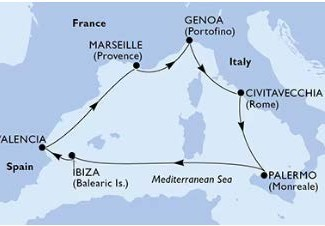 France
GENOA
(Portofino)
MARSEILLE
(Provence)
Italy
CIVITAVECCHIA
(Rome)
VALENCIA
Spain
IBIZA
(Balearic Is.)
Mediterranean Sea
PALERMO
(Monreale)